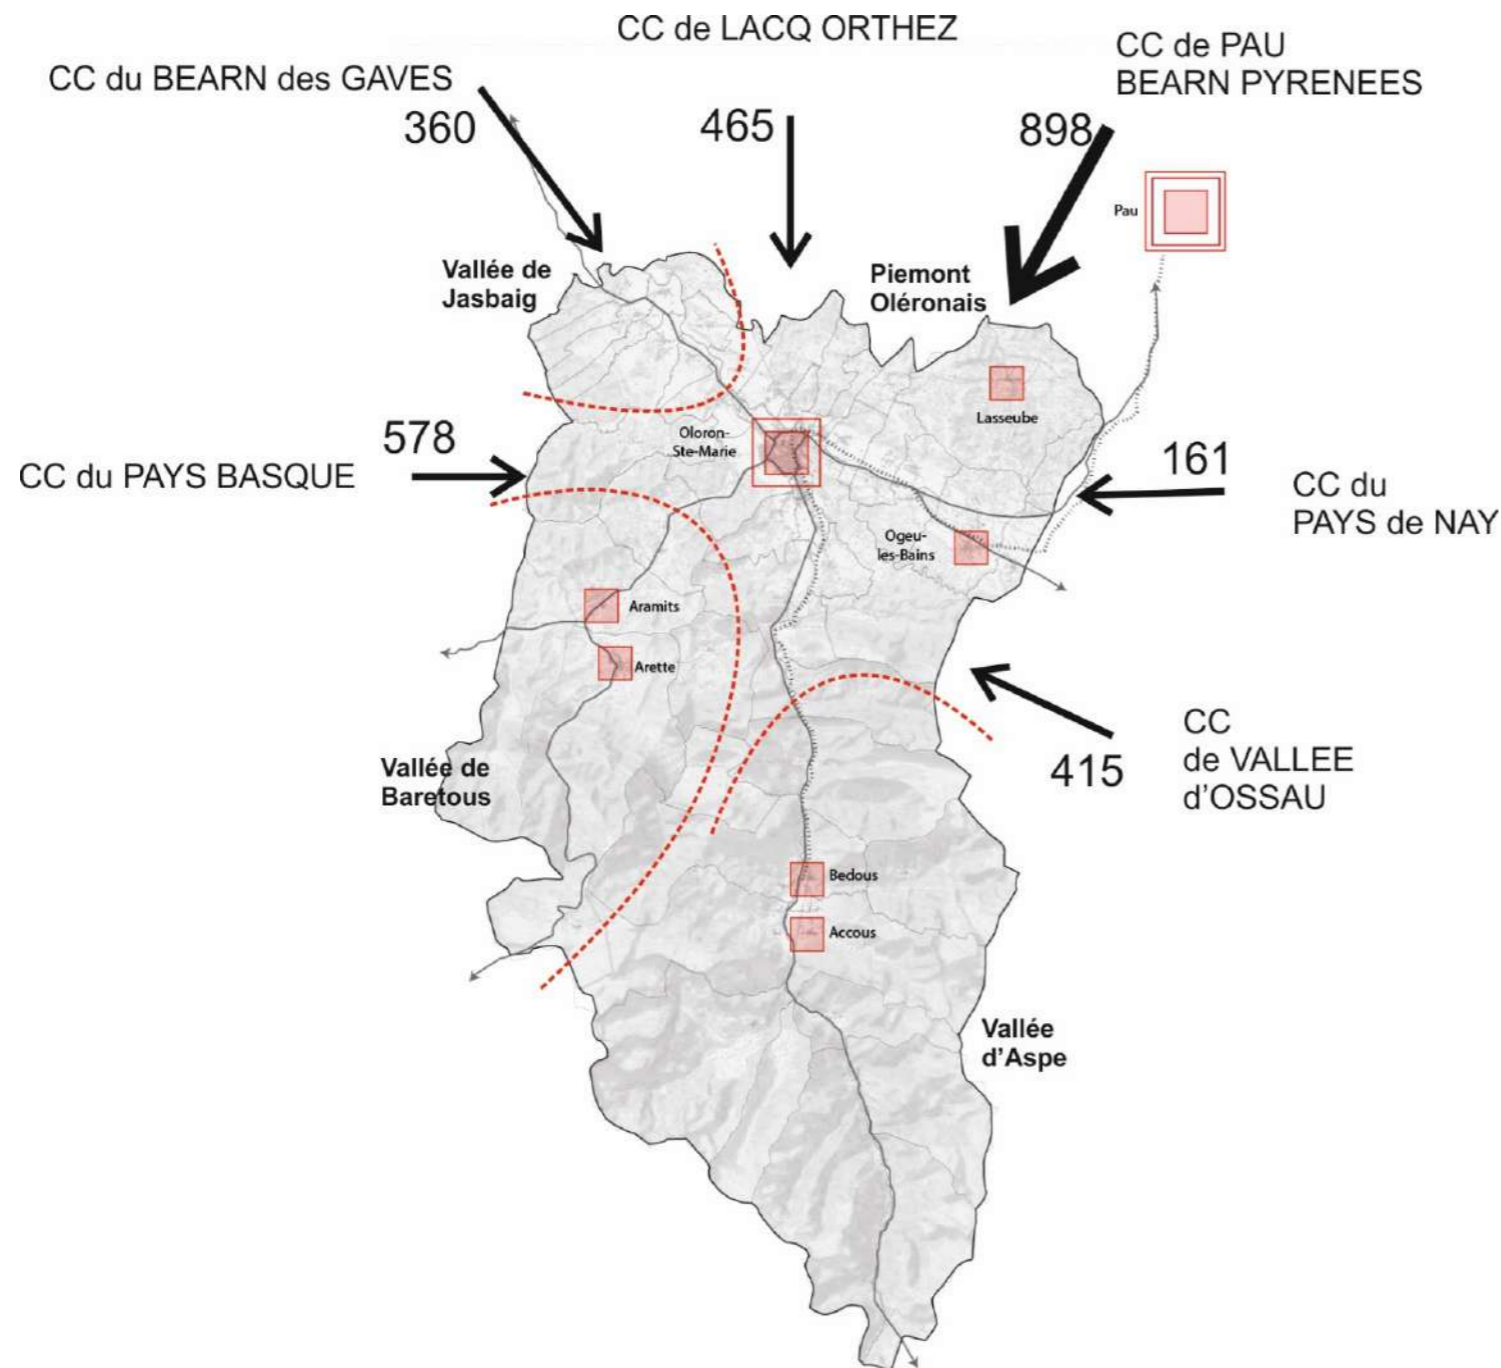 CC de LACQ ORTHEZ
CC de PAU
BEARN PYRENEES
CC du BEARN des GAVES
360
465
898
Pau
Vallée de
Jasbaig
Piemont
Oléronais
Lasseube
Oloron-
Ste-Marie
578
CC du PAYS BASQUE
161
CC du
PAYS de NAY
Ogeu-
les-Bains
Aramits
Arette
CC
de VALLEE
d'OSSAU
415
Vallée de
Baretous
Bedous
Accous
Vallée
d'Aspe